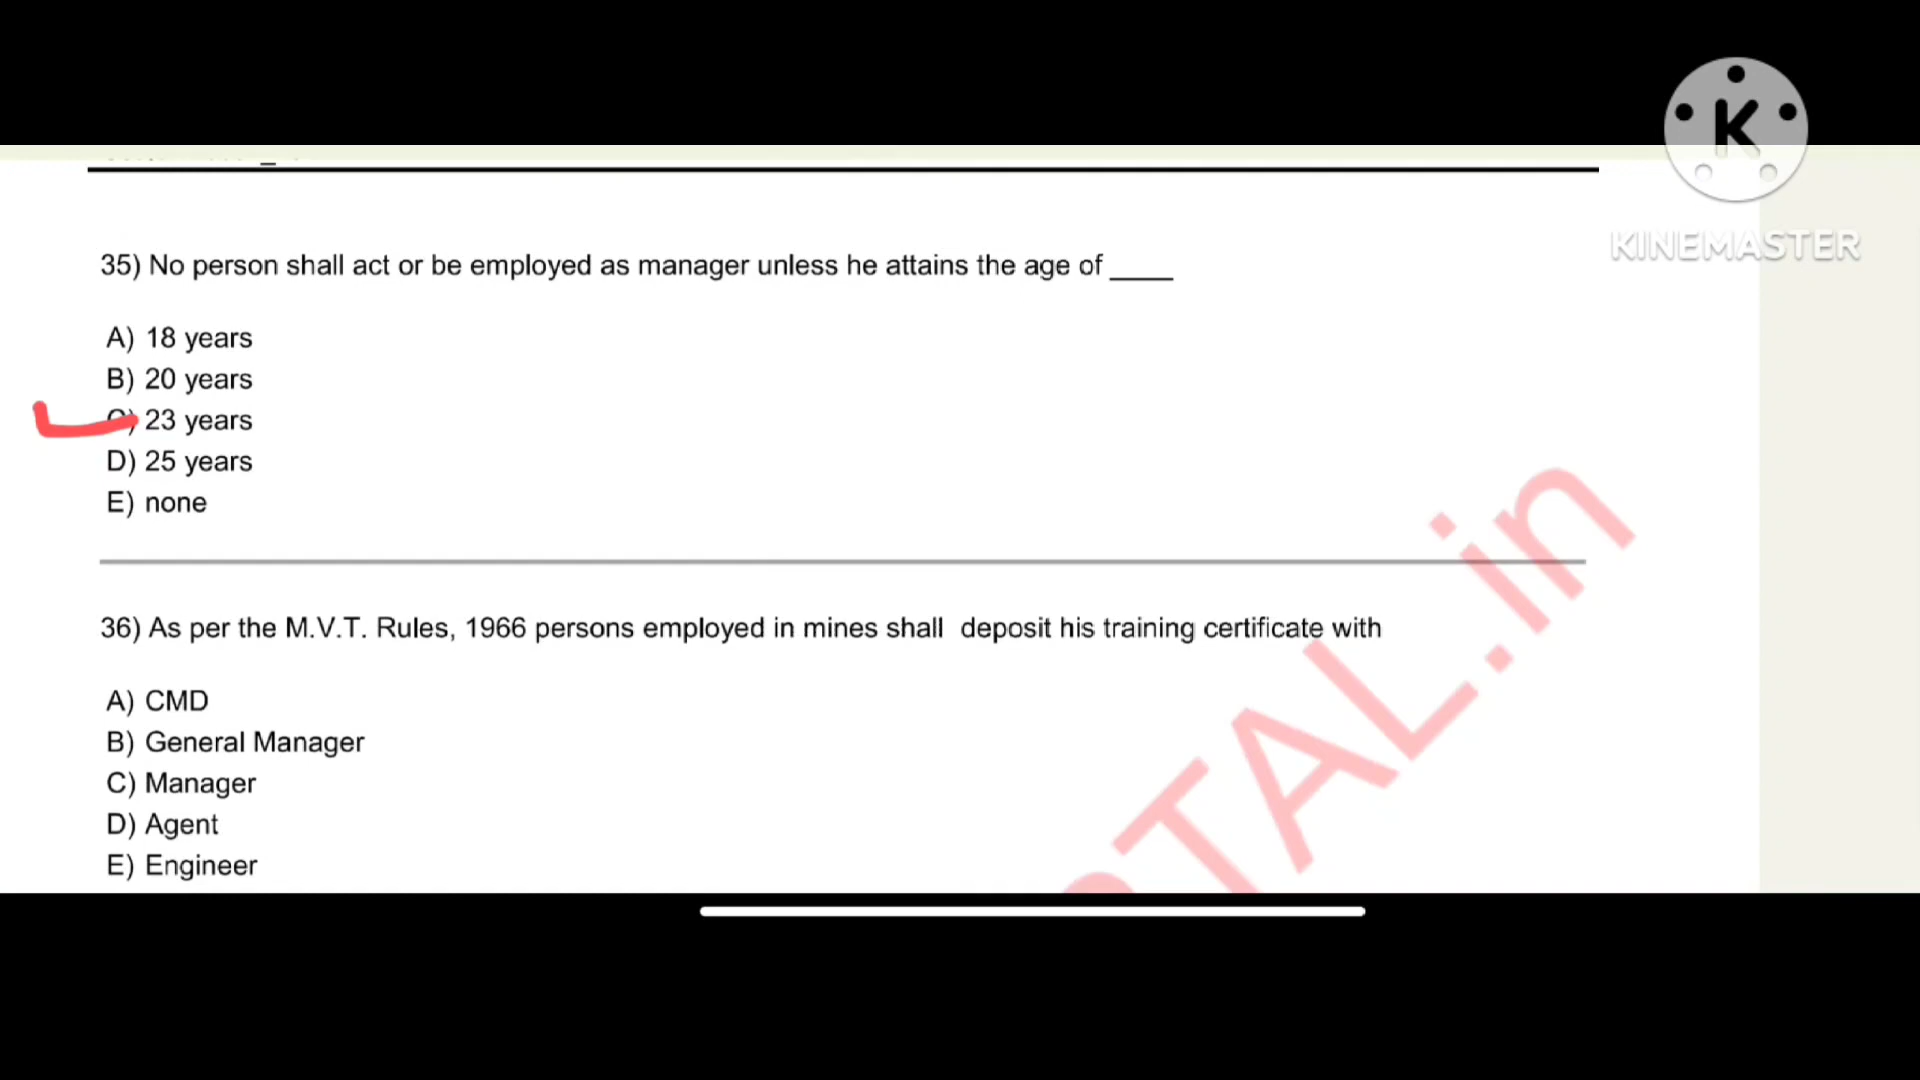 K
KINEMASTER
35) No person shall act or be employed as manager unless he attains the age of ____
A) 18 years
B) 20 years
C) 23 years
D) 25 years
E) none
36) As per the M.V.T. Rules, 1966 persons employed in mines shall deposit his training certificate with
A) CMD
B) General Manager
C) Manager
D) Agent
E) Engineer
TAL.in